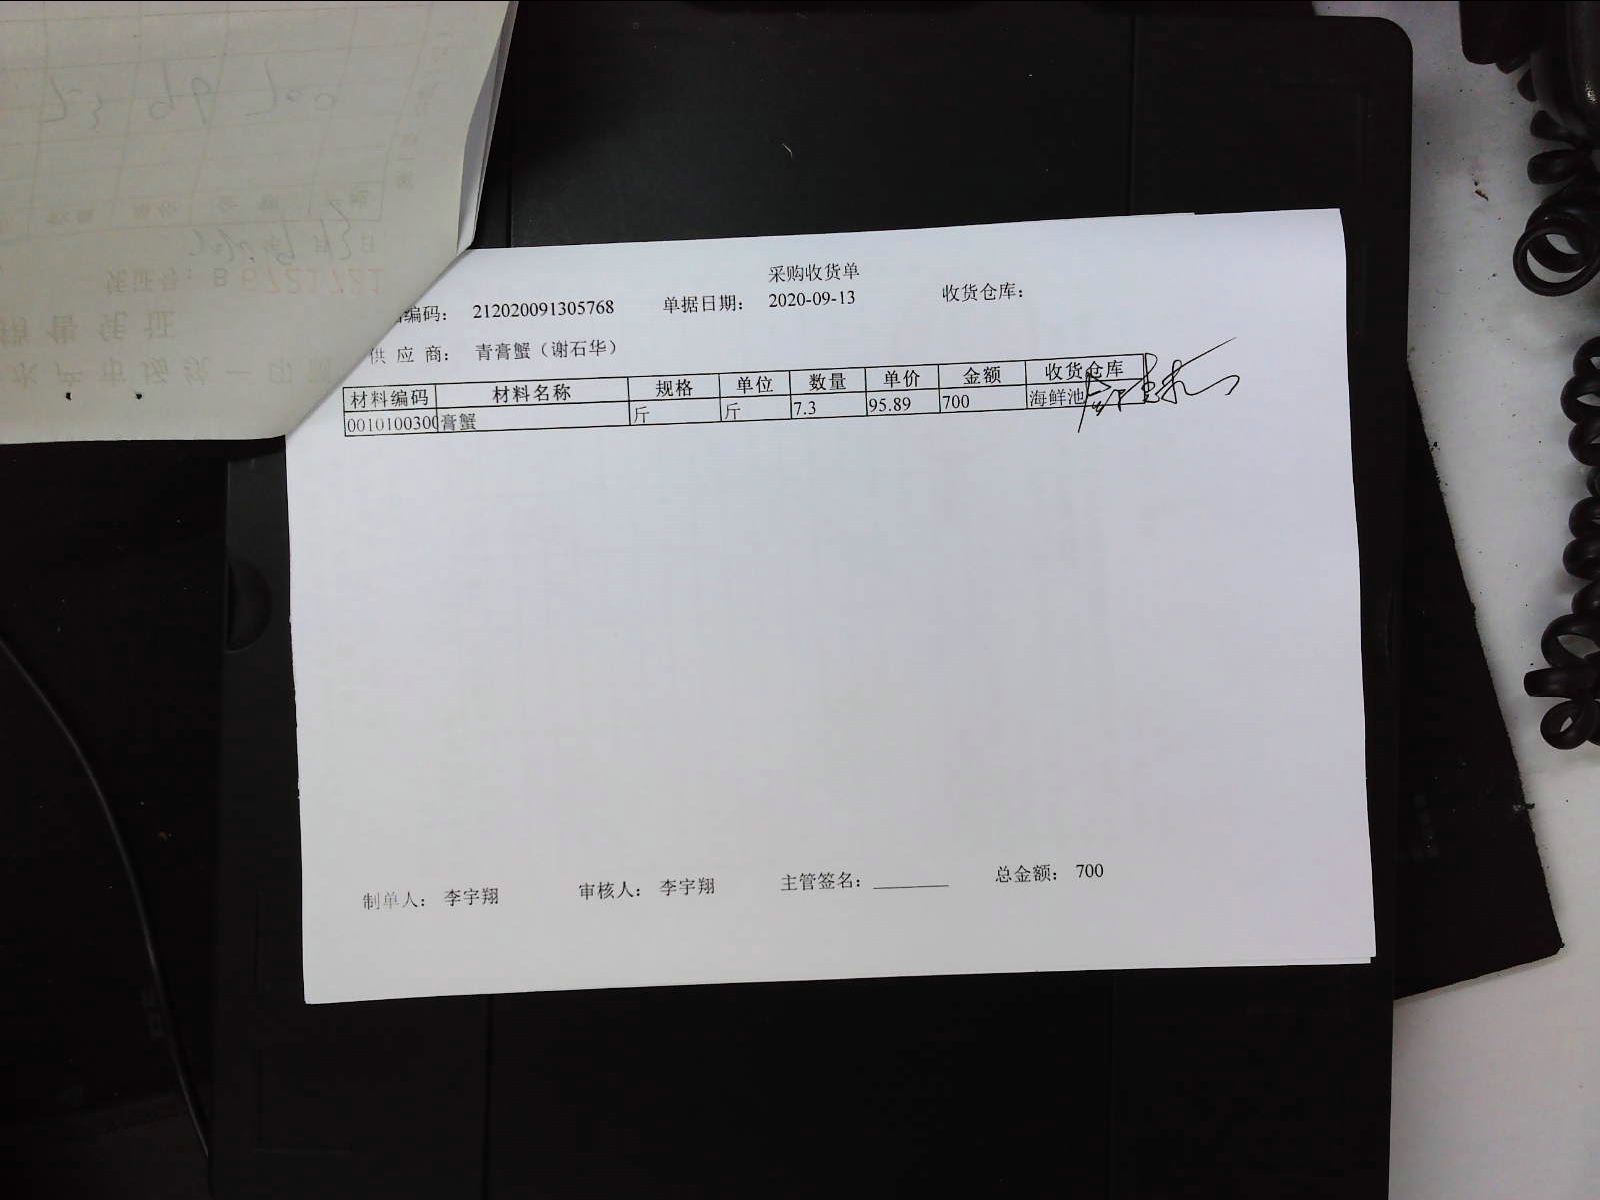 采购收货单
编码： 212020091305768 单据日期： 2020-09-13 收货仓库：
供应商： 青膏蟹（谢石华）
材料编码 材料名称 规格 单位 数量 单价 金额 收货仓库
0010100300 膏蟹 斤 斤 7.3 95.89 700 海鲜池
制单人： 李宇翔 审核人： 李宇翔 主管签名：________ 总金额： 700